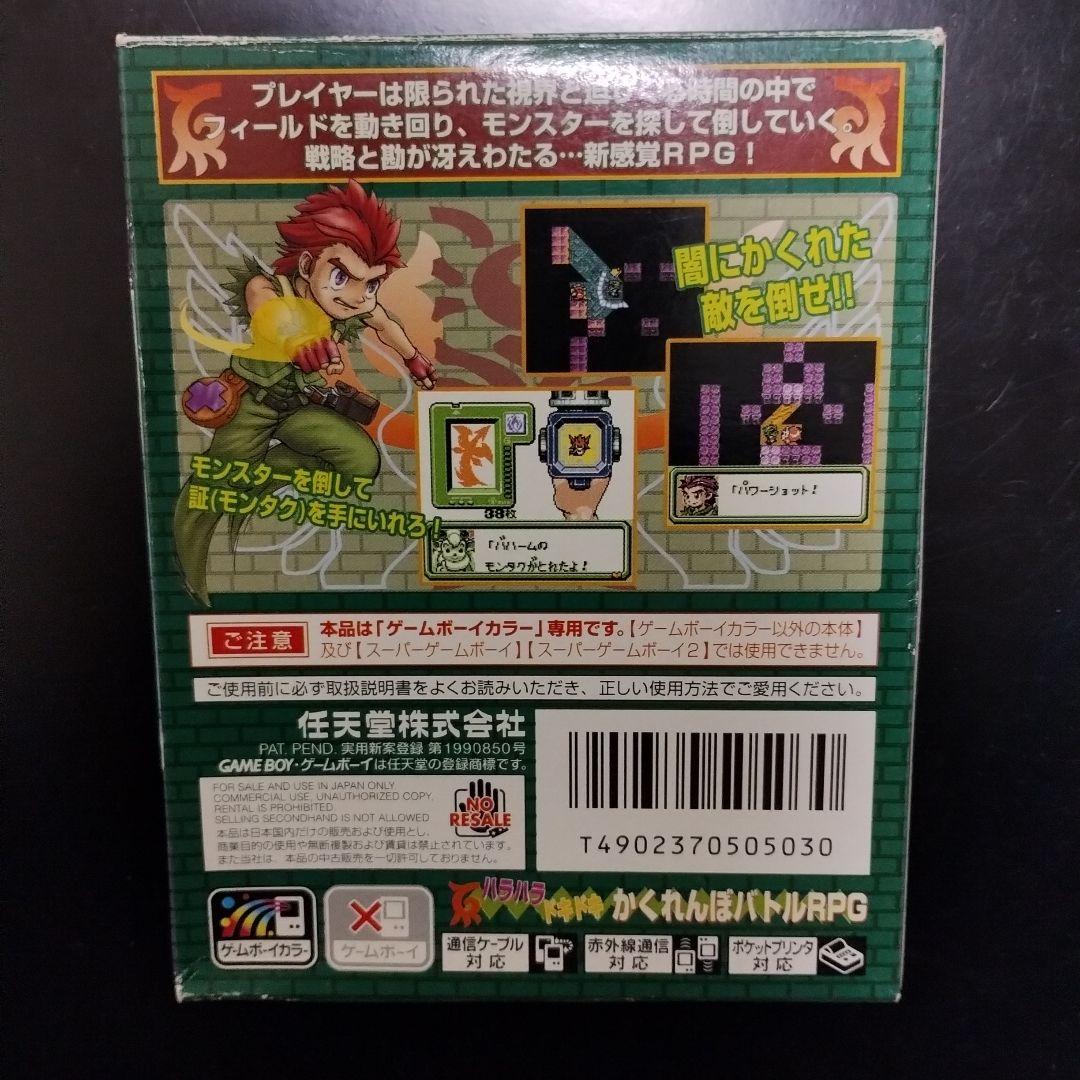 プレイヤーは限られた視界と
時間の中で
フィールドを動き回り、モンスターを探して倒していく。
戦略と勘が冴えわたる…新感覚RPG！
闇にかくれた
敵を倒せ!!
「パワーショット！
モンスターを倒して
証(モンタク)を手にいれろ！
38枚
「バハームの
モンタクがとれたよ！
ご注意
本品は「ゲームボーイカラー」専用です。【ゲームボーイカラー以外の本体】
及び【スーパーゲームボーイ】【スーパーゲームボーイ2】では使用できません。
ご使用前に必ず取扱説明書をよくお読みいただき、正しい使用方法でご愛用ください。
任天堂株式会社
PAT. PEND. 実用新案登録 第1990850号
GAME BOY・ゲームボーイは任天堂の登録商標です。
FOR SALE AND USE IN JAPAN ONLY
COMMERCIAL USE, UNAUTHORIZED COPY,
RENTAL IS PROHIBITED.
SELLING SECONDHAND IS NOT ALLOWED
本品は日本国内だけの販売および使用とし、
商業目的の使用や無断複製および賃貸は禁止されています。
また当社は、本品の中古販売を一切許可しておりません。
NO
RESALE
T4902370505030
ハラハラ
ドキドキ
かくれんぼバトルRPG
ゲームボーイカラー
ゲームボーイ
通信ケーブル
対応
赤外線通信
対応
ポケットプリンタ
対応